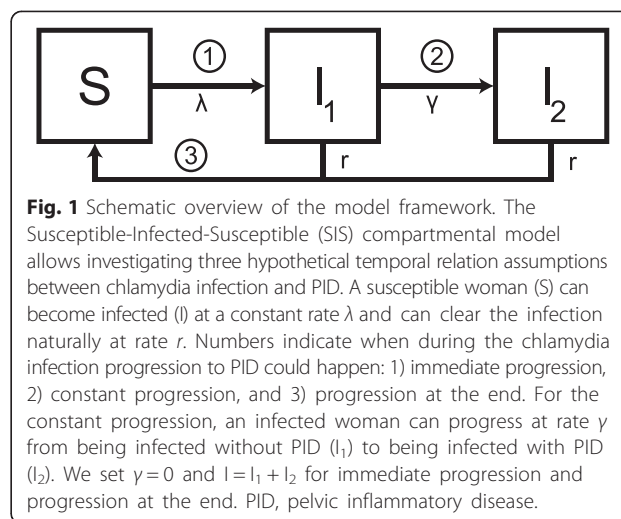 ① ②
S I₁ I₂
λ γ
③ r r
Fig. 1 Schematic overview of the model framework. The
Susceptible-Infected-Susceptible (SIS) compartmental model
allows investigating three hypothetical temporal relation assumptions
between chlamydia infection and PID. A susceptible woman (S) can
become infected (I) at a constant rate λ and can clear the infection
naturally at rate r. Numbers indicate when during the chlamydia
infection progression to PID could happen: 1) immediate progression,
2) constant progression, and 3) progression at the end. For the
constant progression, an infected woman can progress at rate γ
from being infected without PID (I₁) to being infected with PID
(I₂). We set γ = 0 and I = I₁ + I₂ for immediate progression and
progression at the end. PID, pelvic inflammatory disease.